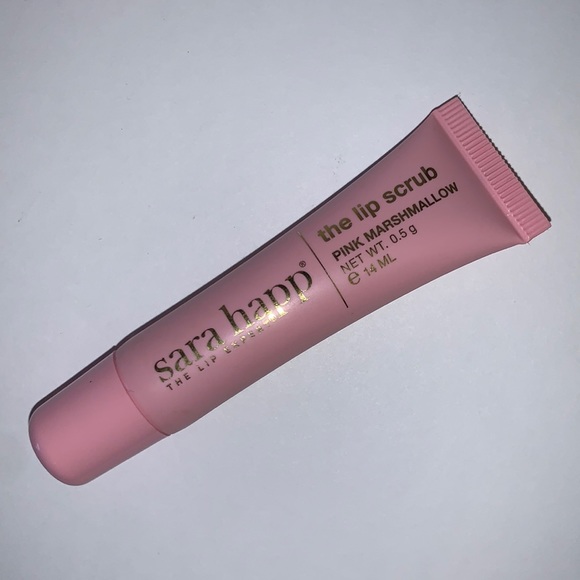 sara happ®
THE LIP EXPERT
the lip scrub
PINK MARSHMALLOW
NET WT. 0.5 g
℮ 14 ML